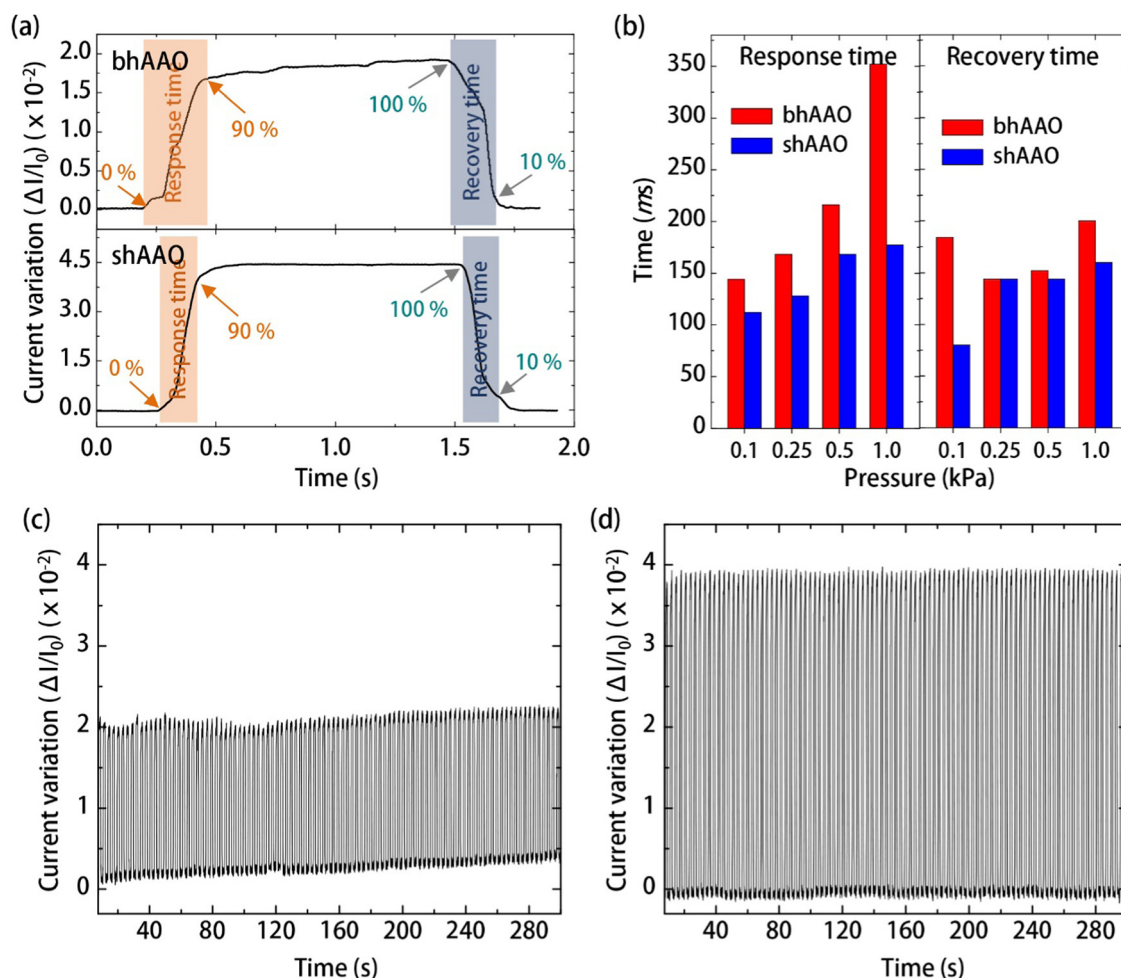 (a)
Current variation (ΔI/I₀) (x 10⁻²)
2.0
1.5
1.0
0.5
0.0
bhAAO
Response time
0 %
90 %
100 %
10 %
Recovery time
4.5
3.0
1.5
0.0
shAAO
Response time
0 %
90 %
100 %
10 %
Recovery time
0.0 0.5 1.0 1.5 2.0
Time (s)
(b)
Time (ms)
350
300
250
200
150
100
50
0
Response time
bhAAO
shAAO
Recovery time
bhAAO
shAAO
0.1 0.25 0.5 1.0 0.1 0.25 0.5 1.0
Pressure (kPa)
(c)
Current variation (ΔI/I₀) (x 10⁻²)
4
3
2
1
0
40 80 120 160 200 240 280
Time (s)
(d)
Current variation (ΔI/I₀) (x 10⁻²)
4
3
2
1
0
40 80 120 160 200 240 280
Time (s)